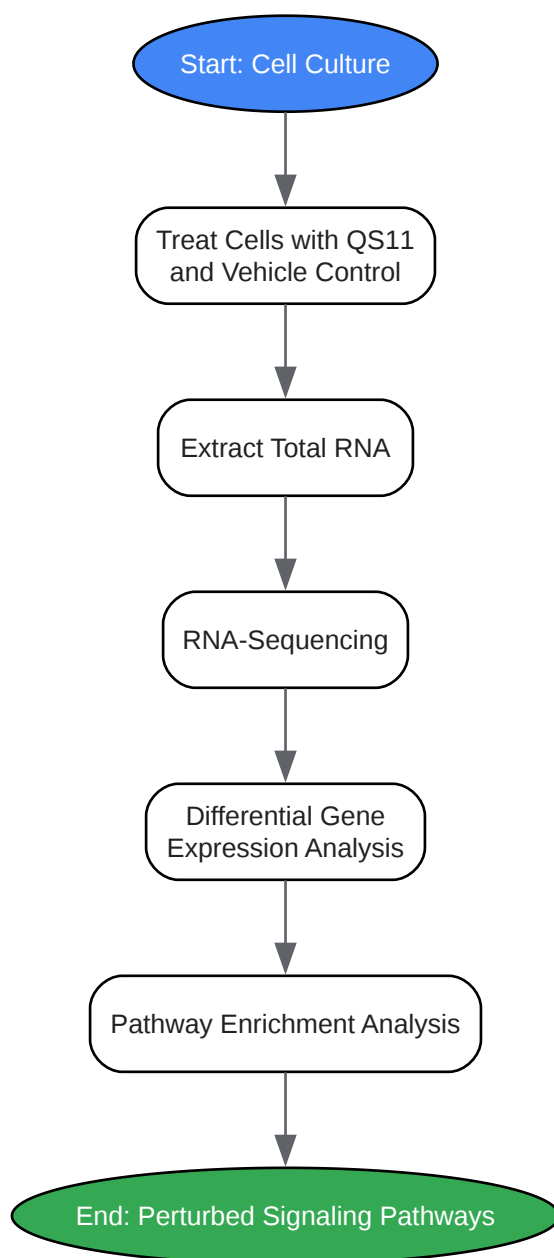 Start: Cell Culture
Treat Cells with QS11
and Vehicle Control
Extract Total RNA
RNA-Sequencing
Differential Gene
Expression Analysis
Pathway Enrichment Analysis
End: Perturbed Signaling Pathways